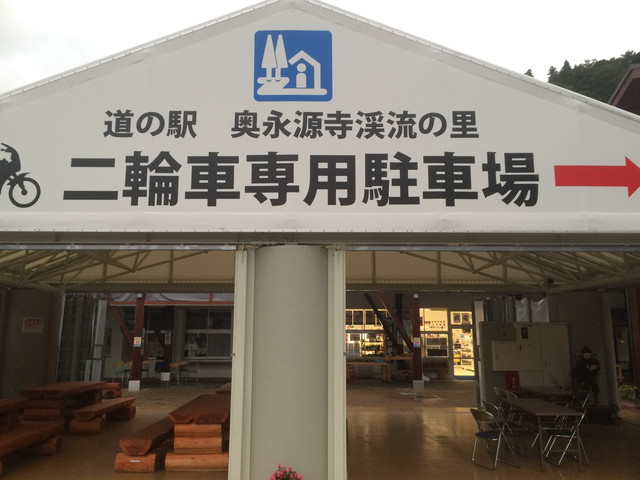 道の駅 奥永源寺渓流の里
二輪車専用駐車場